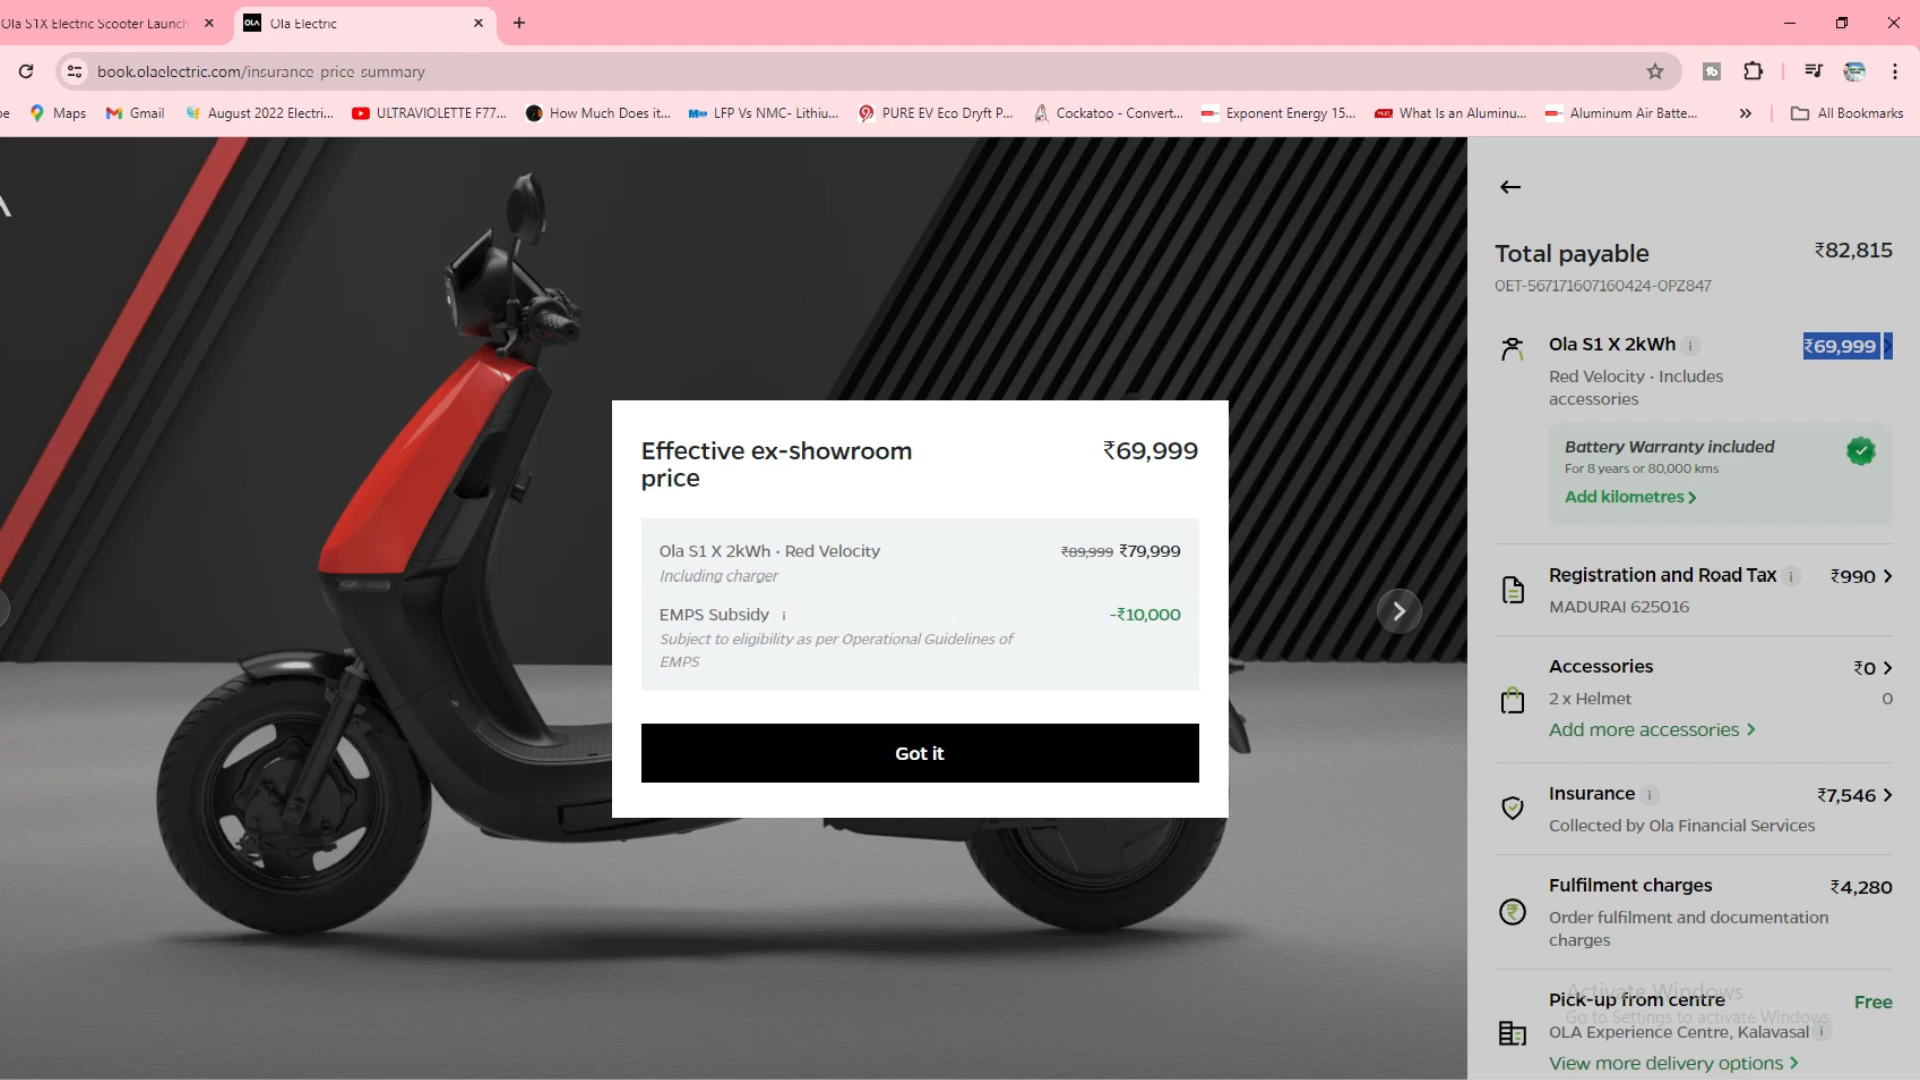 Ola S1X Electric Scooter Launch
OLA
Ola Electric
book.olaelectric.com/insurance-price-summary
Maps
Gmail
August 2022 Electri...
ULTRAVIOLETTE F77...
How Much Does it...
LFP Vs NMC- Lithiu...
PURE EV Eco Dryft P...
Cockatoo - Convert...
Exponent Energy 15...
What Is an Aluminu...
Aluminum Air Batte...
All Bookmarks
Total payable ₹82,815
Ola S1 X 2kWh ₹69,999
Red Velocity · Includes
accessories
Battery Warranty included
For 8 years or 80,000 kms
Add kilometres
Effective ex-showroom ₹69,999
price
Ola S1 X 2kWh · Red Velocity ₹89,999 ₹79,999
Including charger
EMPS Subsidy -₹10,000
Subject to eligibility as per Operational Guidelines of
EMPS
Got it
Registration and Road Tax ₹990
MADURAI 625016
Accessories ₹0
2 x Helmet 0
Add more accessories
Insurance ₹7,546
Collected by Ola Financial Services
Fulfilment charges ₹4,280
Order fulfilment and documentation
charges
Activate Windows
Pick-up from centre Free
Go to Settings to activate Windows.
OLA Experience Centre, Kalavasal
View more delivery options